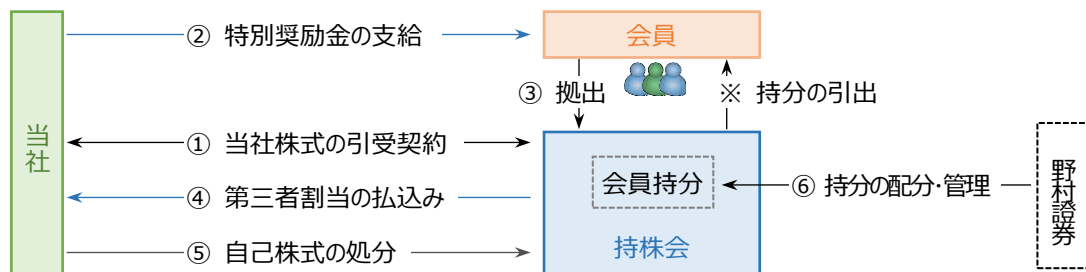 ② 特別奨励金の支給
会員
③ 拠出
※ 持分の引出
当社
① 当社株式の引受契約
会員持分
⑥ 持分の配分・管理
野村證券
④ 第三者割当の払込み
持株会
⑤ 自己株式の処分